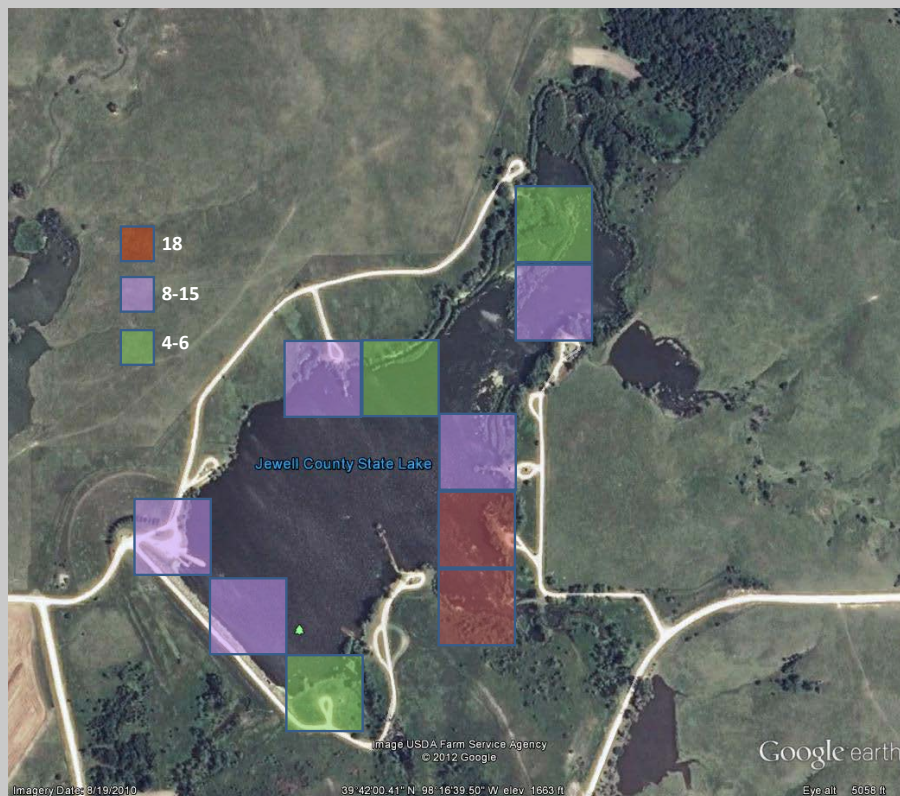 18
8-15
4-6
Jewell County State Lake
Image USDA Farm Service Agency
© 2012 Google
Google earth
Imagery Date: 8/19/2010
39°42'00.41" N 98°16'39.50" W elev 1663 ft
Eye alt 5058 ft